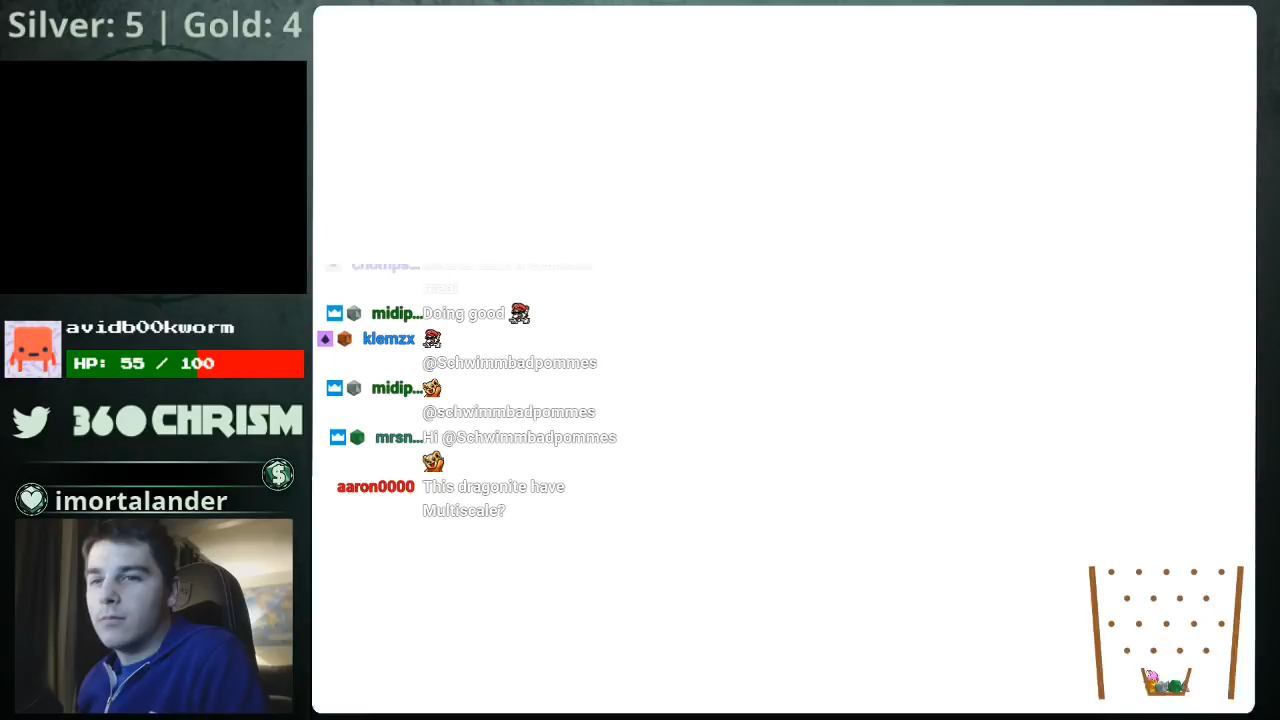 Silver: 5 | Gold: 4
avidb00kworm
HP: 55 / 100
360CHRISM
imortalander
midip... Doing good
klemzx
@Schwimmbadpommes
midip...
@schwimmbadpommes
mrsn... Hi @Schwimmbadpommes
aaron0000 This dragonite have
Multiscale?